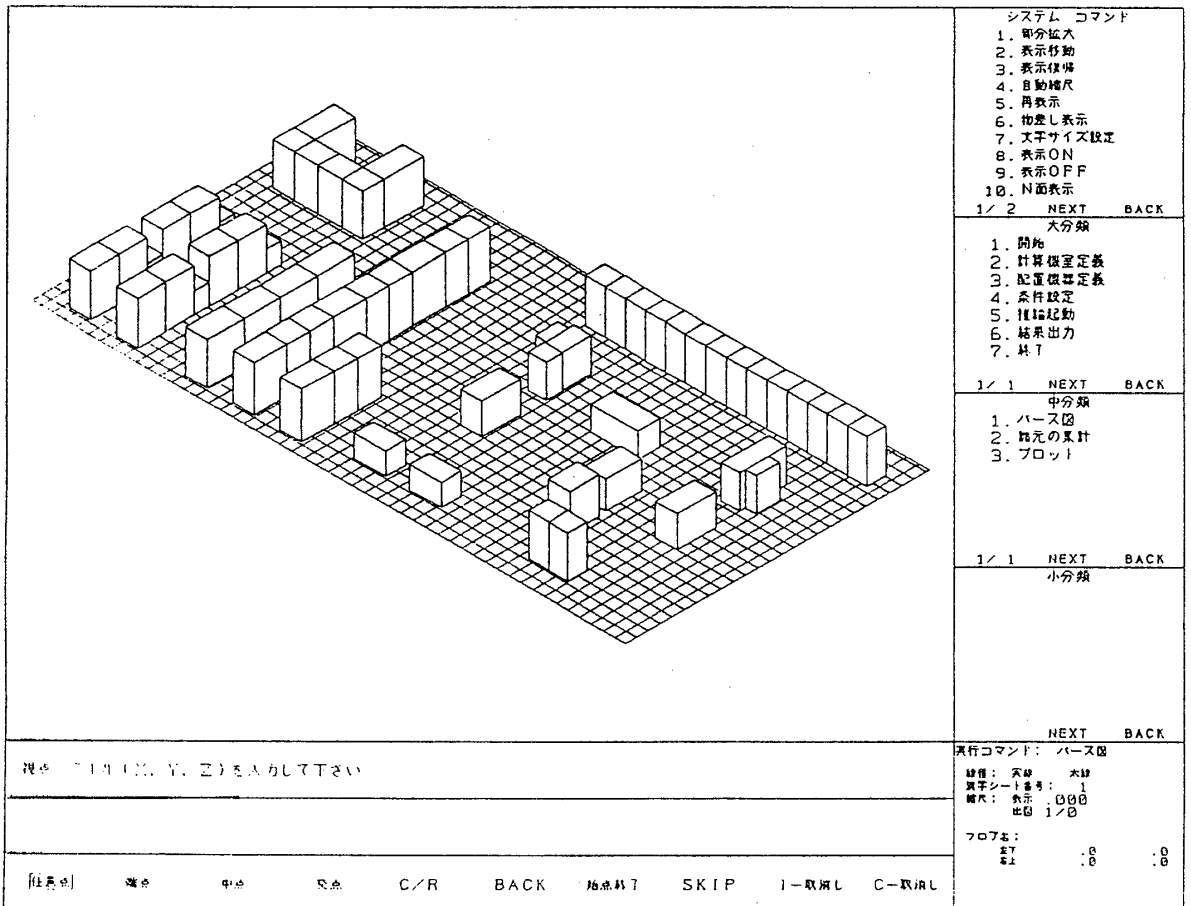 システム コマンド
1. 部分拡大
2. 表示移動
3. 表示復帰
4. 自動縮尺
5. 再表示
6. 物差し表示
7. 文字サイズ設定
8. 表示ON
9. 表示OFF
10. N面表示
1/ 2 NEXT BACK
大分類
1. 開始
2. 計算機室定義
3. 配置機器定義
4. 条件設定
5. 推論起動
6. 結果出力
7. 終了
1/ 1 NEXT BACK
中分類
1. パース図
2. 諸元の累計
3. プロット
1/ 1 NEXT BACK
小分類
NEXT BACK
実行コマンド: パース図
線種: 実線 太線
図字シート番号: 1
縮尺: 表示 .000
出図 1/0
フロア名:
左下 .0 .0
右上 .0 .0
視点 (X, Y, Z)を入力して下さい
任意点 端点 中点 交点 C/R BACK 始点終了 SKIP 1-取消し C-取消し